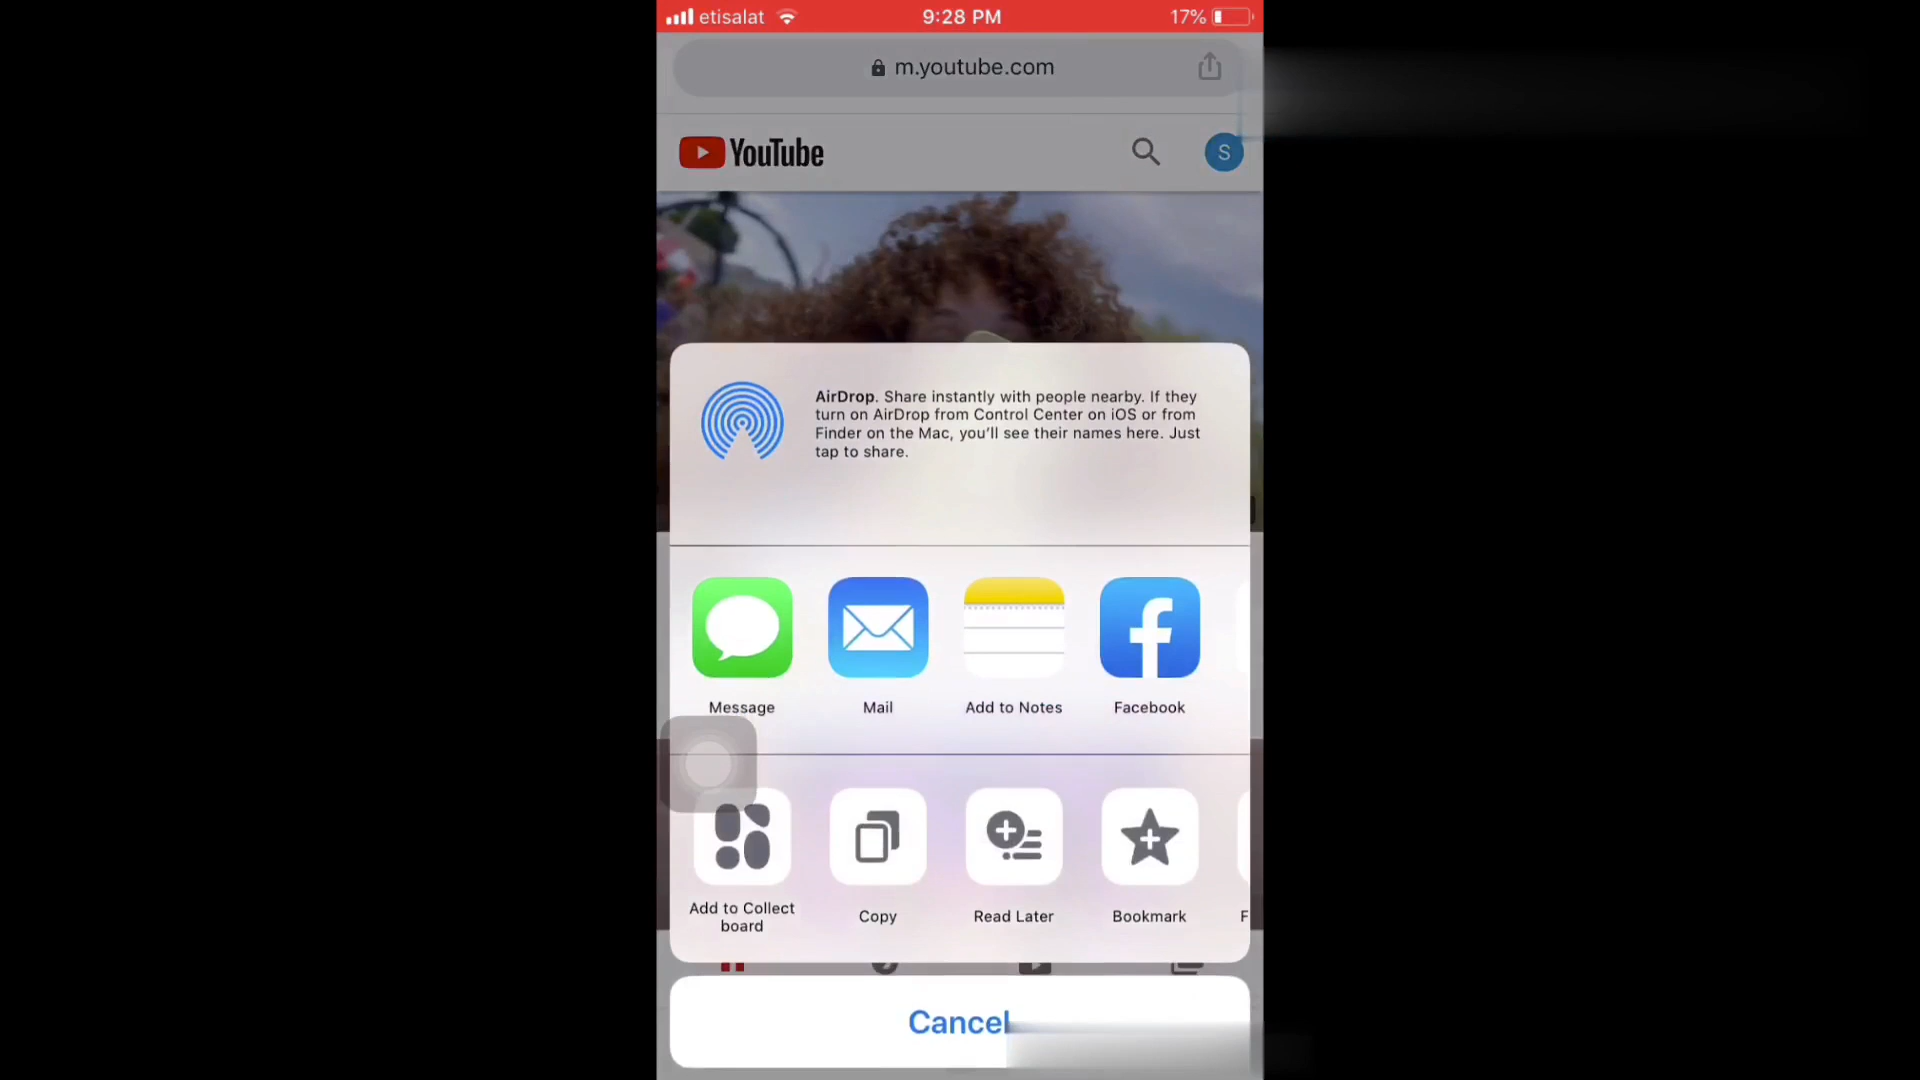 etisalat
9:28 PM
17%
m.youtube.com
YouTube
S
AirDrop. Share instantly with people nearby. If they
turn on AirDrop from Control Center on iOS or from
Finder on the Mac, you'll see their names here. Just
tap to share.
Message
Mail
Add to Notes
Facebook
Add to Collect
board
Copy
Read Later
Bookmark
F
Cancel